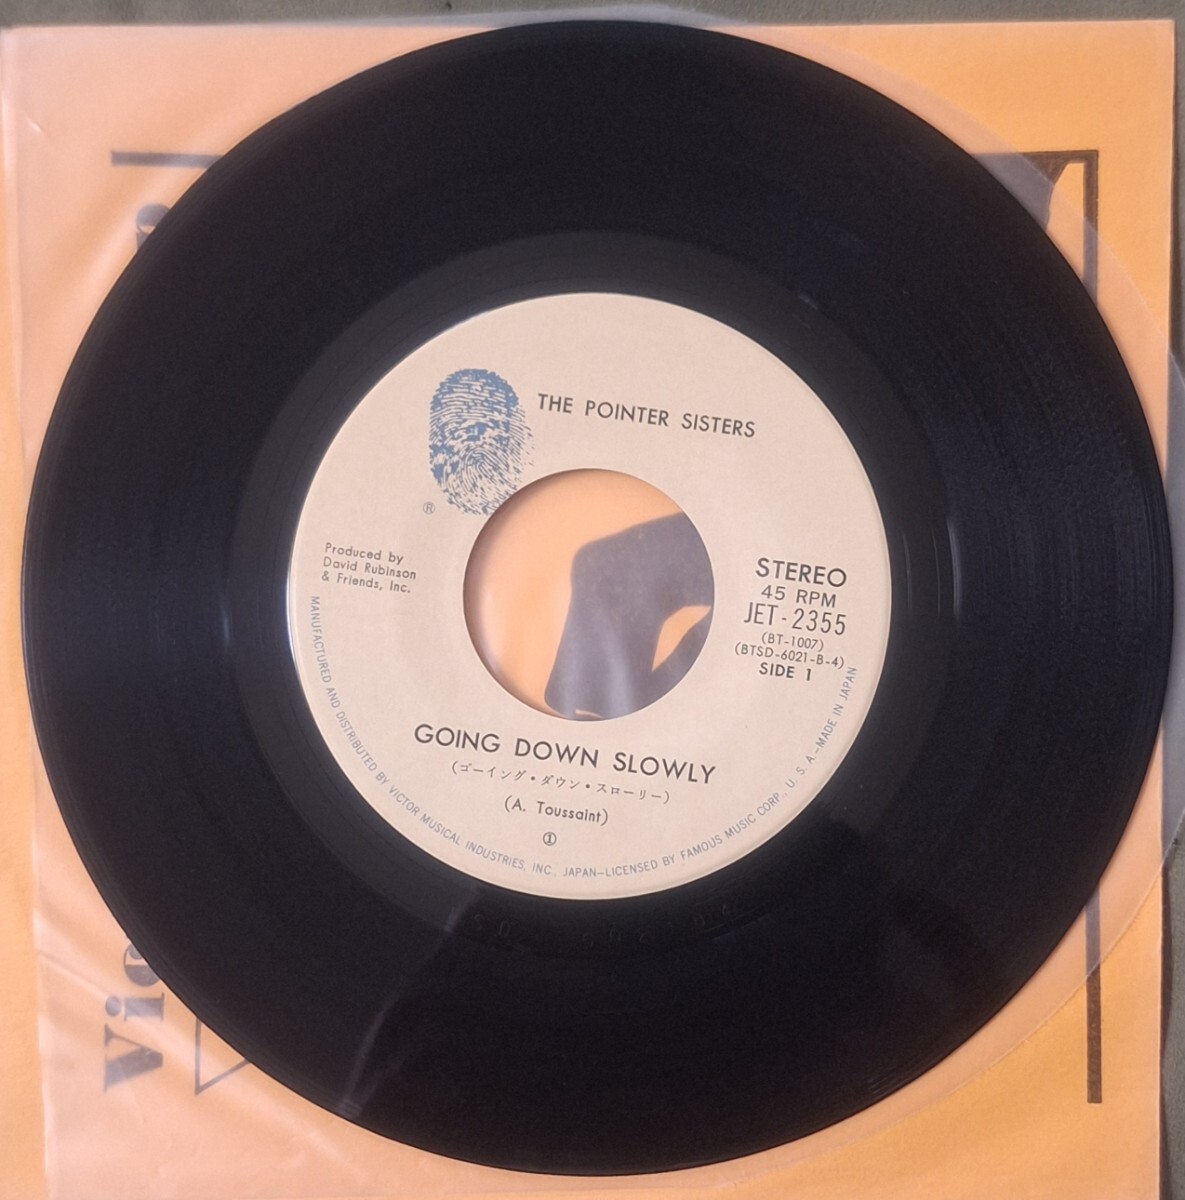 THE POINTER SISTERS
®
Produced by
David Rubinson
& Friends, Inc.
STEREO
45 RPM
JET-2355
(BT-1007)
(BTSD-6021-B-4)
SIDE 1
GOING DOWN SLOWLY
(ゴーイング・ダウン・スローリー)
(A. Toussaint)
①
MANUFACTURED AND DISTRIBUTED BY VICTOR MUSICAL INDUSTRIES, INC., JAPAN—LICENSED BY FAMOUS MUSIC CORP., U.S.A.—MADE IN JAPAN